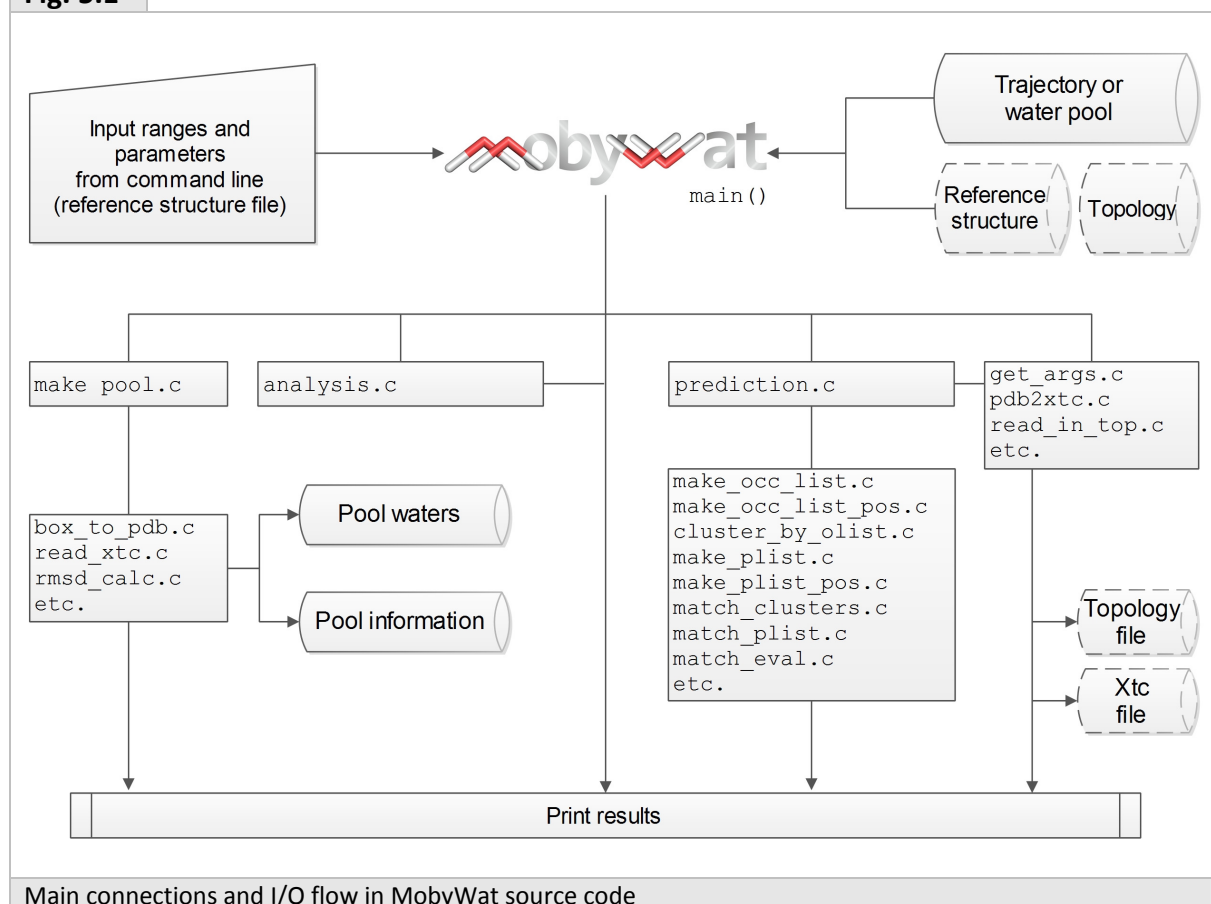 Input ranges and
parameters
from command line
(reference structure file)
MobyWat
main()
Trajectory or
water pool
Reference
structure
Topology
make pool.c
analysis.c
prediction.c
get_args.c
pdb2xtc.c
read_in_top.c
etc.
box_to_pdb.c
read_xtc.c
rmsd_calc.c
etc.
Pool waters
Pool information
make_occ_list.c
make_occ_list_pos.c
cluster_by_olist.c
make_plist.c
make_plist_pos.c
match_clusters.c
match_plist.c
match_eval.c
etc.
Topology
file
Xtc
file
Print results
Main connections and I/O flow in MobyWat source code